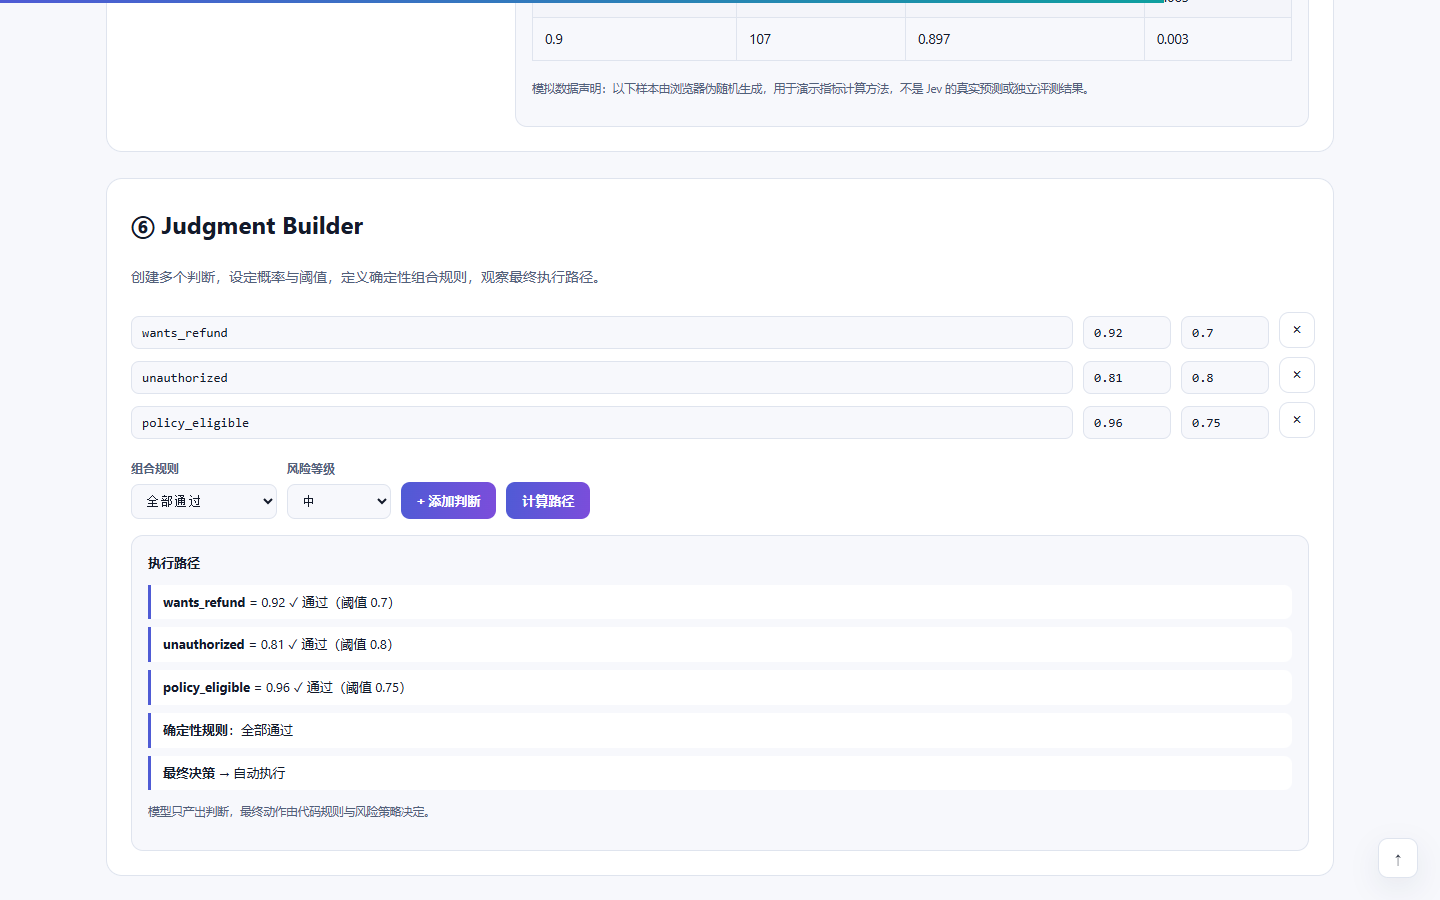 0.9 107 0.897 0.003
模拟数据声明：以下样本由浏览器伪随机生成，用于演示指标计算方法，不是 Jev 的真实预测或独立评测结果。
⑥ Judgment Builder
创建多个判断，设定概率与阈值，定义确定性组合规则，观察最终执行路径。
wants_refund 0.92 0.7 ×
unauthorized 0.81 0.8 ×
policy_eligible 0.96 0.75 ×
组合规则 风险等级
全部通过 中 + 添加判断 计算路径
执行路径
wants_refund = 0.92 ✓ 通过（阈值 0.7）
unauthorized = 0.81 ✓ 通过（阈值 0.8）
policy_eligible = 0.96 ✓ 通过（阈值 0.75）
确定性规则：全部通过
最终决策 → 自动执行
模型只产出判断，最终动作由代码规则与风险策略决定。
↑